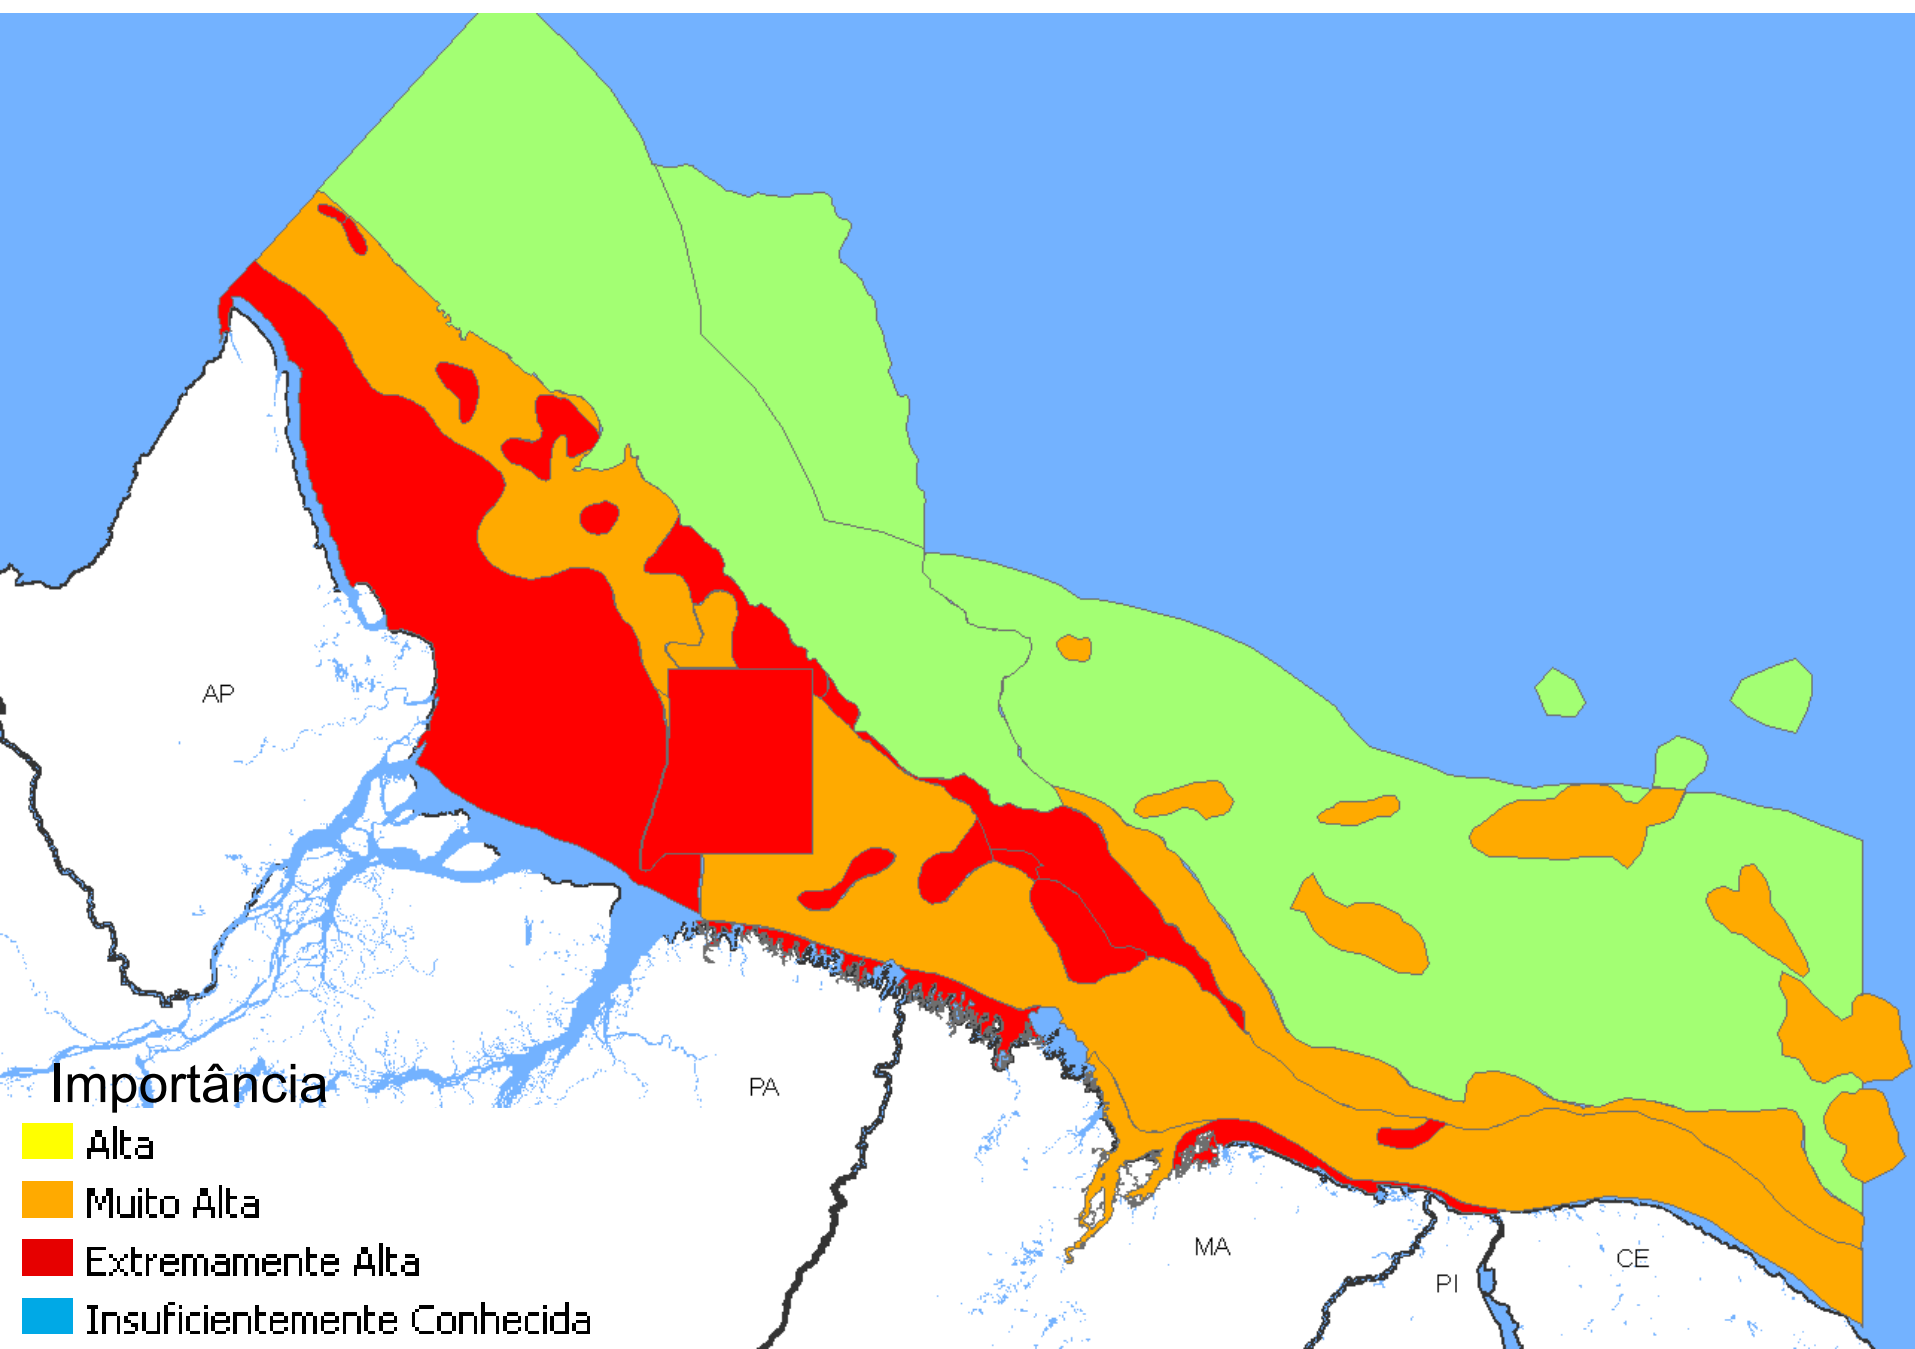 AP
PA
MA
PI
CE
Importância
Alta
Muito Alta
Extremamente Alta
Insuficientemente Conhecida